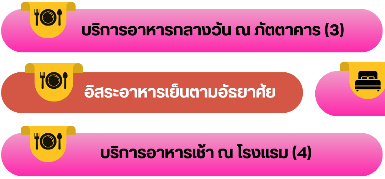 บริการอาหารกลางวัน ณ ภัตตาคาร (3)
อิสระอาหารเย็นตามอัธยาศัย
บริการอาหารเช้า ณ โรงแรม (4)